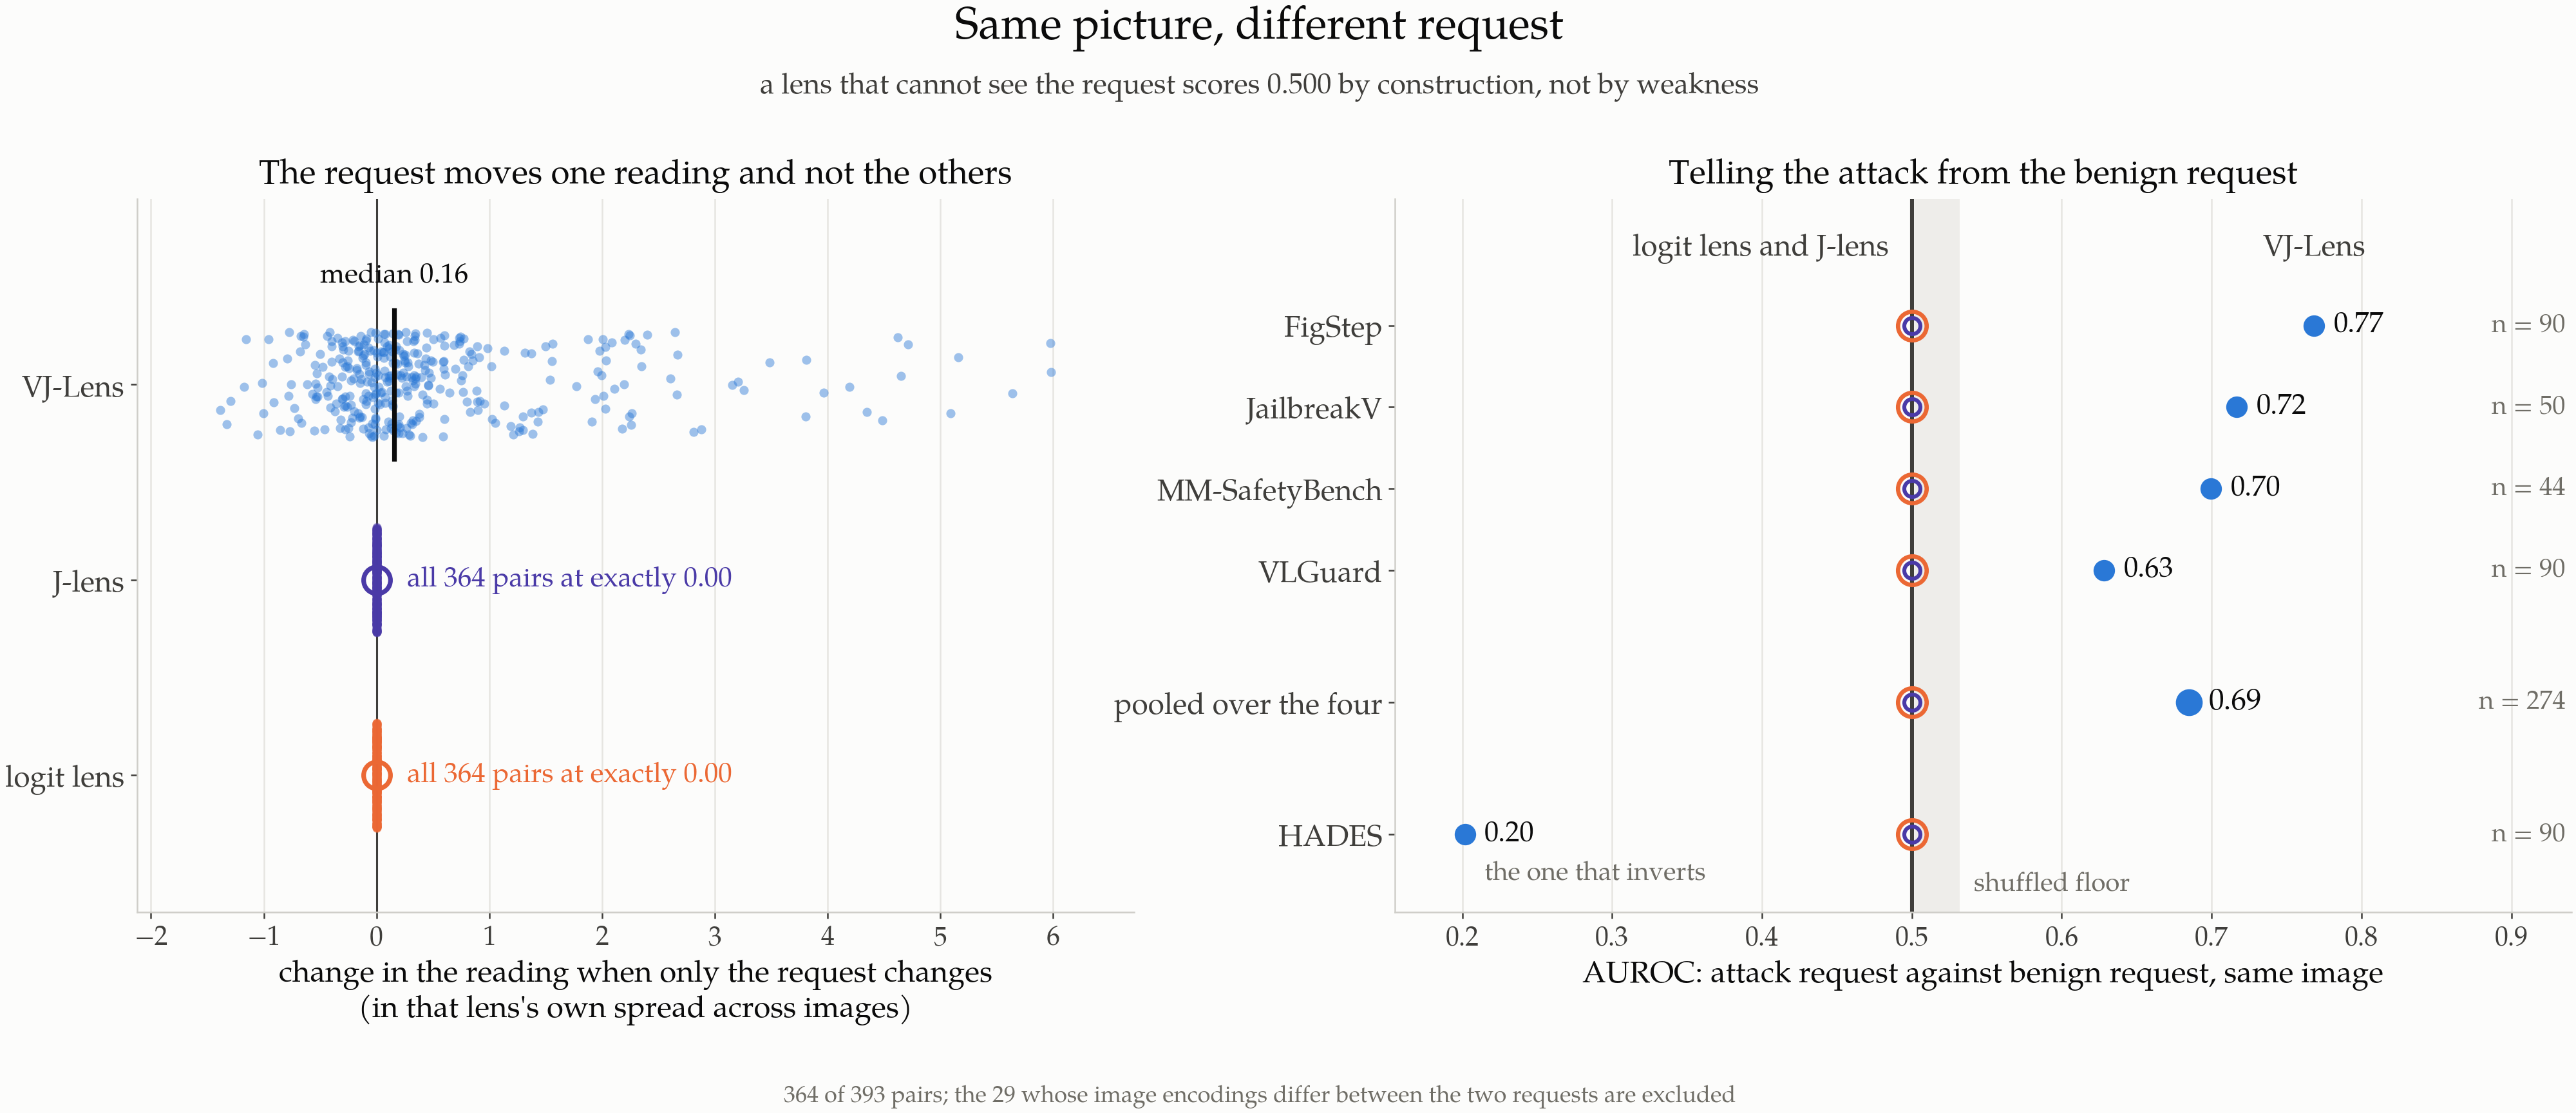 Same picture, different request
a lens that cannot see the request scores 0.500 by construction, not by weakness
The request moves one reading and not the others
median 0.16
VJ-Lens
J-lens
all 364 pairs at exactly 0.00
logit lens
all 364 pairs at exactly 0.00
−2 −1 0 1 2 3 4 5 6
change in the reading when only the request changes
(in that lens's own spread across images)
Telling the attack from the benign request
logit lens and J-lens
VJ-Lens
FigStep 0.77 n = 90
JailbreakV 0.72 n = 50
MM-SafetyBench 0.70 n = 44
VLGuard 0.63 n = 90
pooled over the four 0.69 n = 274
HADES 0.20 n = 90
the one that inverts
shuffled floor
0.2 0.3 0.4 0.5 0.6 0.7 0.8 0.9
AUROC: attack request against benign request, same image
364 of 393 pairs; the 29 whose image encodings differ between the two requests are excluded